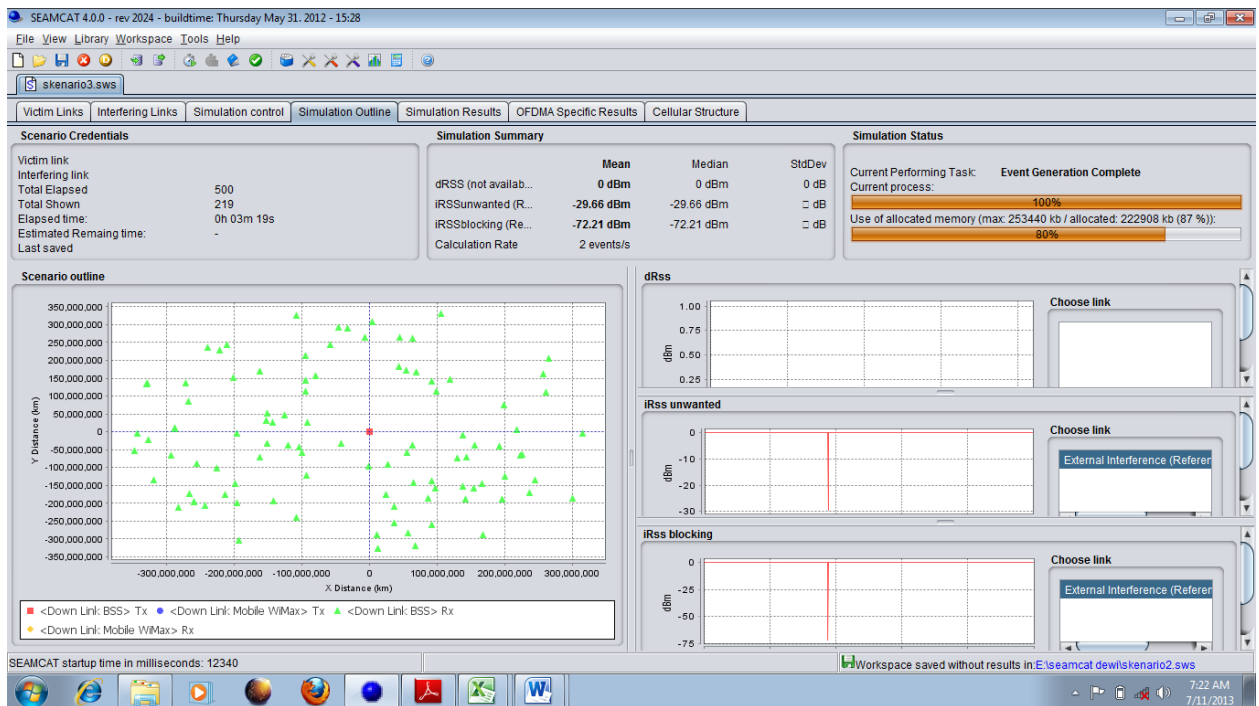 SEAMCAT 4.0.0 - rev 2024 - buildtime: Thursday May 31. 2012 - 15:28
File View Library Workspace Tools Help
skenario3.sws
Victim Links Interfering Links Simulation control Simulation Outline Simulation Results OFDMA Specific Results Cellular Structure
Scenario Credentials
Victim link
Interfering link
Total Elapsed 500
Total Shown 219
Elapsed time: 0h 03m 19s
Estimated Remaing time: -
Last saved
Simulation Summary
Mean Median StdDev
dRSS (not availab... 0 dBm 0 dBm 0 dB
iRSSunwanted (R... -29.66 dBm -29.66 dBm □ dB
iRSSblocking (Re... -72.21 dBm -72.21 dBm □ dB
Calculation Rate 2 events/s
Simulation Status
Current Performing Task: Event Generation Complete
Current process:
100%
Use of allocated memory (max: 253440 kb / allocated: 222908 kb (87 %)):
80%
Scenario outline
350,000,000
300,000,000
250,000,000
200,000,000
150,000,000
100,000,000
50,000,000
0
-50,000,000
-100,000,000
-150,000,000
-200,000,000
-250,000,000
-300,000,000
-350,000,000
Y Distance (km)
-300,000,000 -200,000,000 -100,000,000 0 100,000,000 200,000,000 300,000,000
X Distance (km)
<Down Link: BSS> Tx <Down Link: Mobile WiMax> Tx <Down Link: BSS> Rx
<Down Link: Mobile WiMax> Rx
dRss
1.00
0.75
0.50
0.25
dBm
Choose link
iRss unwanted
0
-10
-20
-30
dBm
Choose link
External Interference (Referer
iRss blocking
0
-25
-50
-75
dBm
Choose link
External Interference (Referer
SEAMCAT startup time in milliseconds: 12340
Workspace saved without results in:E:\seamcat dewi\skenario2.sws
7:22 AM
7/11/2013